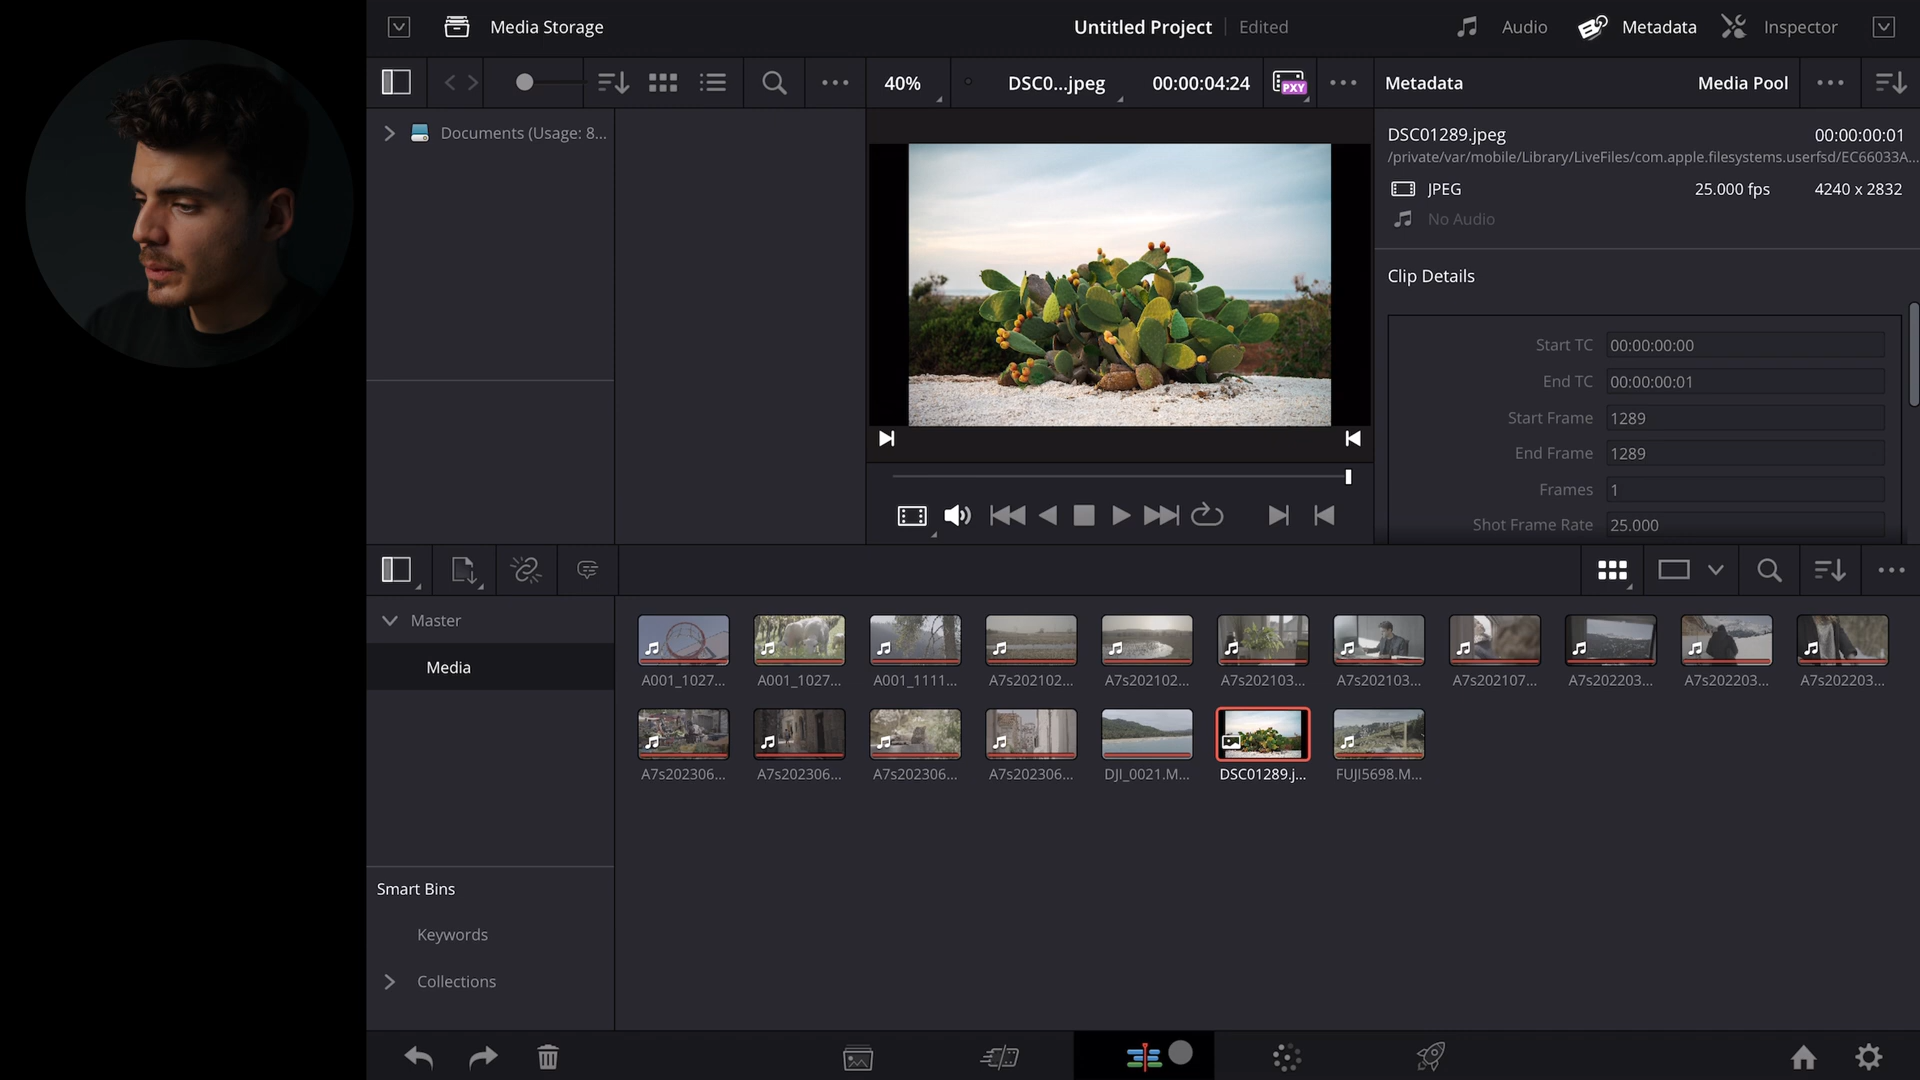 Media Storage
Untitled Project
Edited
Audio
Metadata
Inspector
40%
DSC0...jpeg
00:00:04:24
PXY
Metadata
Media Pool
Documents (Usage: 8...
DSC01289.jpeg
00:00:00:01
/private/var/mobile/Library/LiveFiles/com.apple.filesystems.userfsd/EC66033A...
JPEG
25.000 fps
4240 x 2832
No Audio
Clip Details
Start TC
00:00:00:00
End TC
00:00:00:01
Start Frame
1289
End Frame
1289
Frames
1
Shot Frame Rate
25.000
Master
Media
A001_1027...
A001_1027...
A001_1111...
A7s202102...
A7s202102...
A7s202103...
A7s202103...
A7s202107...
A7s202203...
A7s202203...
A7s202203...
A7s202306...
A7s202306...
A7s202306...
A7s202306...
DJI_0021.M...
DSC01289.j...
FUJI5698.M...
Smart Bins
Keywords
Collections